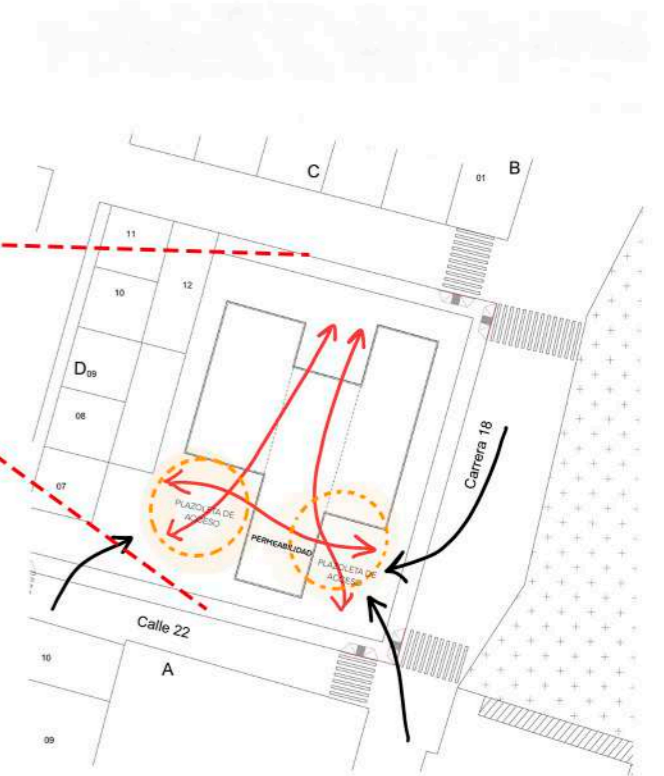 C
B
01
11
12
10
D09
08
07
Carrera 18
PLAZOLETA DE
ACCESO
PERMEABILIDAD
PLAZOLETA DE
ACCESO
Calle 22
10
A
09